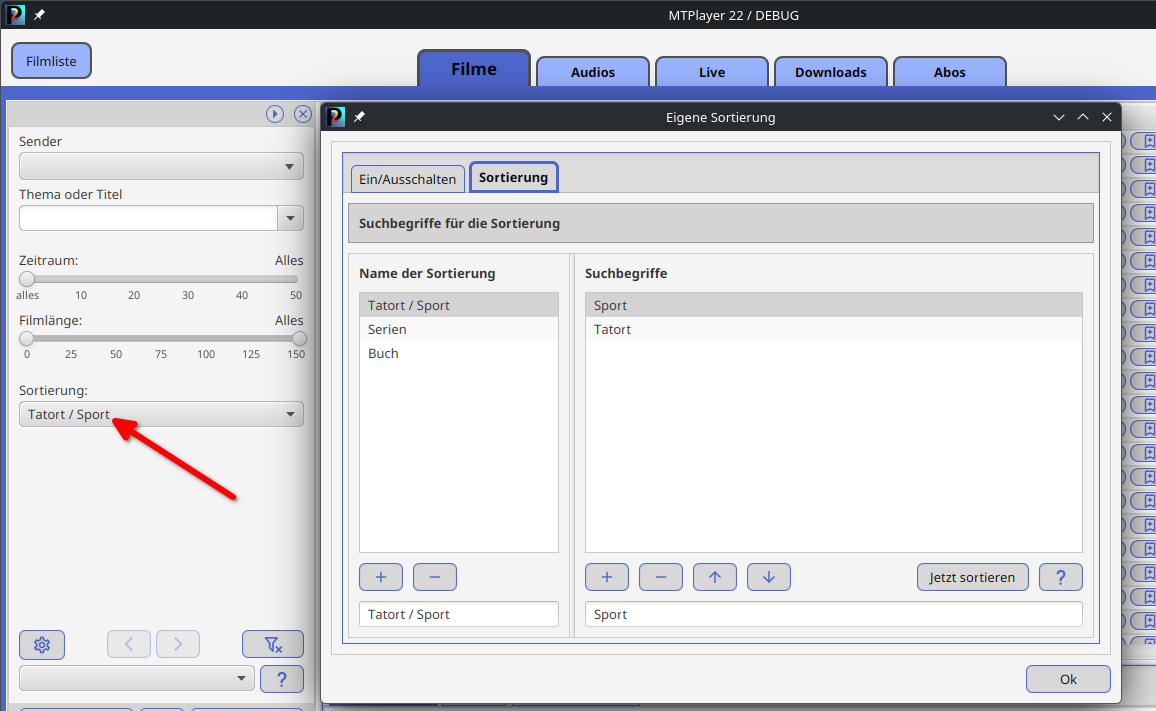 MTPlayer 22 / DEBUG
Filmliste
Filme
Audios
Live
Downloads
Abos
Sender
Thema oder Titel
Zeitraum: Alles
alles 10 20 30 40 50
Filmlänge: Alles
0 25 50 75 100 125 150
Sortierung:
Tatort / Sport
?
Eigene Sortierung
Ein/Ausschalten
Sortierung
Suchbegriffe für die Sortierung
Name der Sortierung
Tatort / Sport
Serien
Buch
+ −
Tatort / Sport
Suchbegriffe
Sport
Tatort
+ − ↑ ↓ Jetzt sortieren ?
Sport
Ok